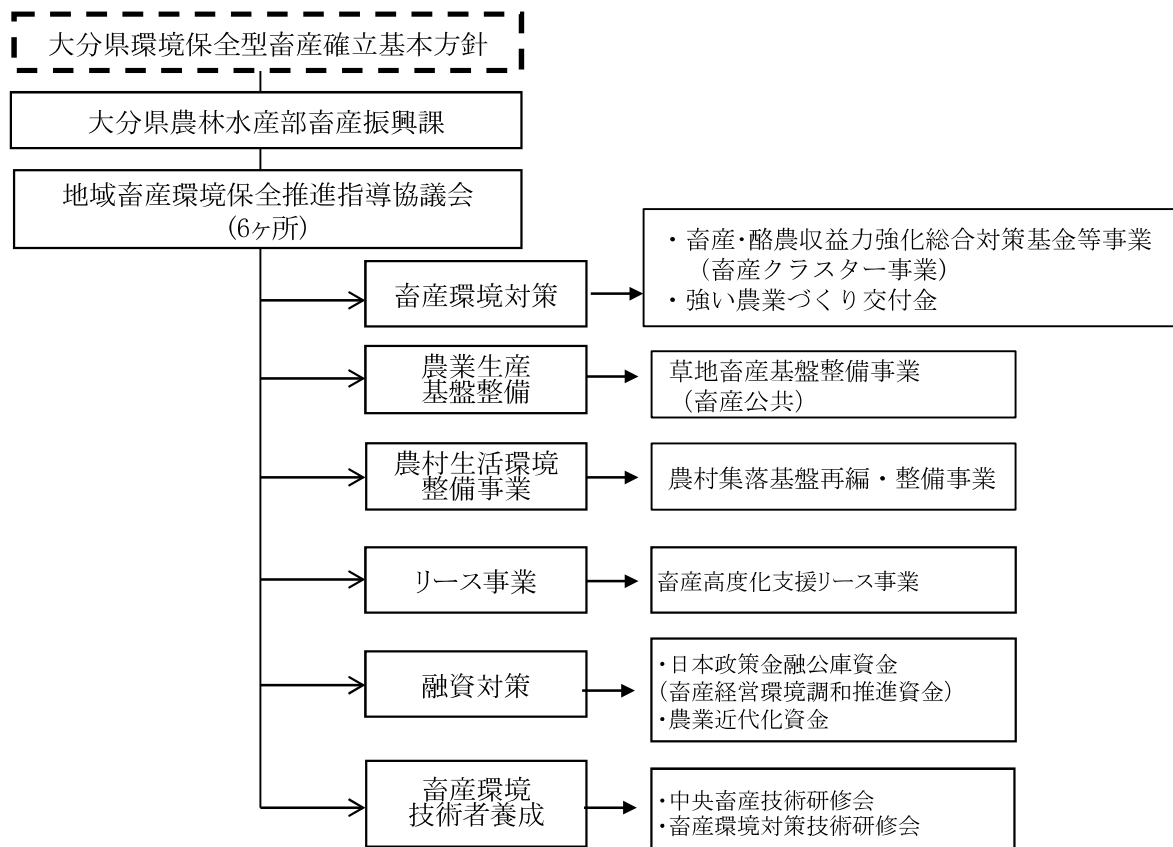 大分県環境保全型畜産確立基本方針
大分県農林水産部畜産振興課
地域畜産環境保全推進指導協議会
(6ヶ所)
畜産環境対策
・畜産・酪農収益力強化総合対策基金等事業
（畜産クラスター事業）
・強い農業づくり交付金
農業生産
基盤整備
草地畜産基盤整備事業
（畜産公共）
農村生活環境
整備事業
農村集落基盤再編・整備事業
リース事業
畜産高度化支援リース事業
融資対策
・日本政策金融公庫資金
（畜産経営環境調和推進資金）
・農業近代化資金
畜産環境
技術者養成
・中央畜産技術研修会
・畜産環境対策技術研修会